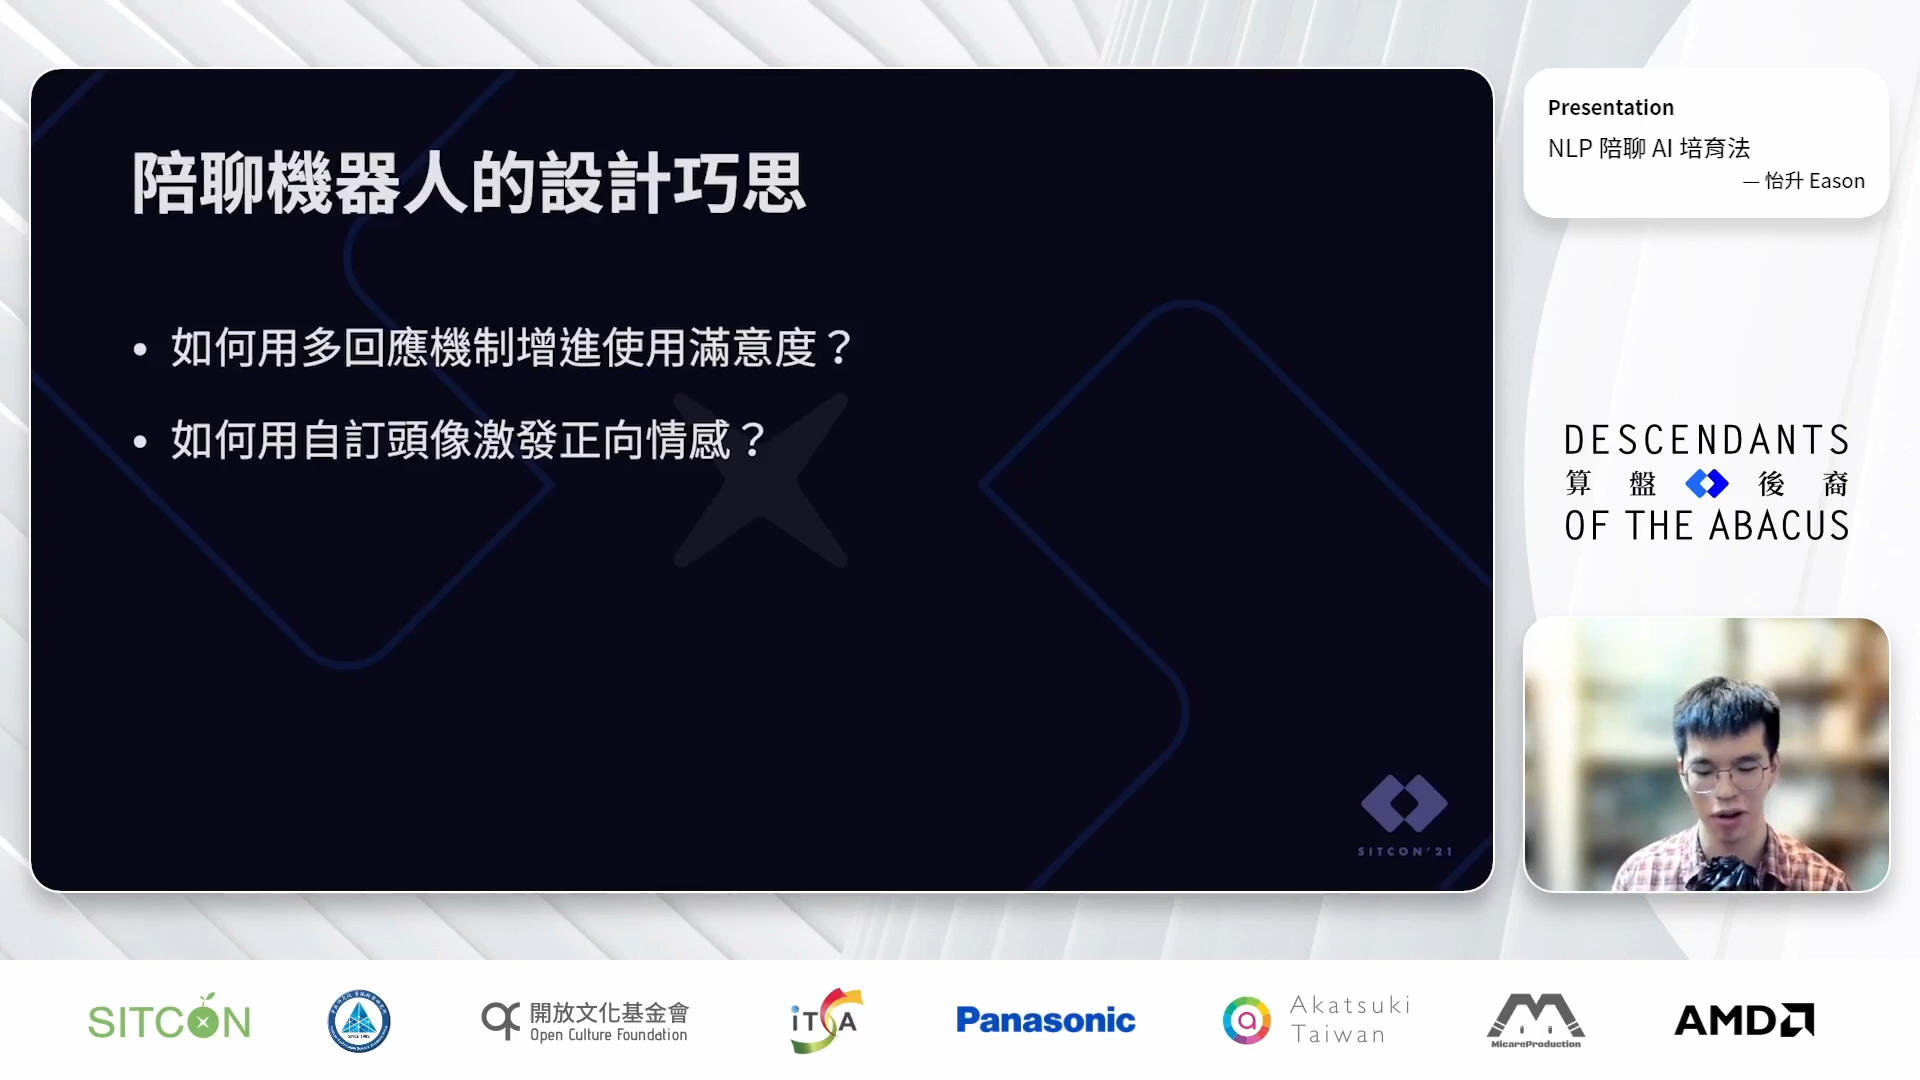 陪聊機器人的設計巧思
• 如何用多回應機制增進使用滿意度？
• 如何用自訂頭像激發正向情感？
SITCON'21
Presentation
NLP 陪聊 AI 培育法
— 怡升 Eason
DESCENDANTS
算盤後裔
OF THE ABACUS
SITCON
開放文化基金會
Open Culture Foundation
iTSA
Panasonic
Akatsuki
Taiwan
MicareProduction
AMD